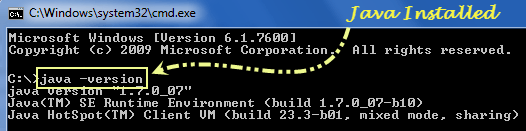 C:\Windows\system32\cmd.exe
Java Installed
Microsoft Windows [Version 6.1.7600]
Copyright (c) 2009 Microsoft Corporation. All rights reserved.
C:\>java -version
java version "1.7.0_07"
Java(TM) SE Runtime Environment (build 1.7.0_07-b10)
Java HotSpot(TM) Client VM (build 23.3-b01, mixed mode, sharing)